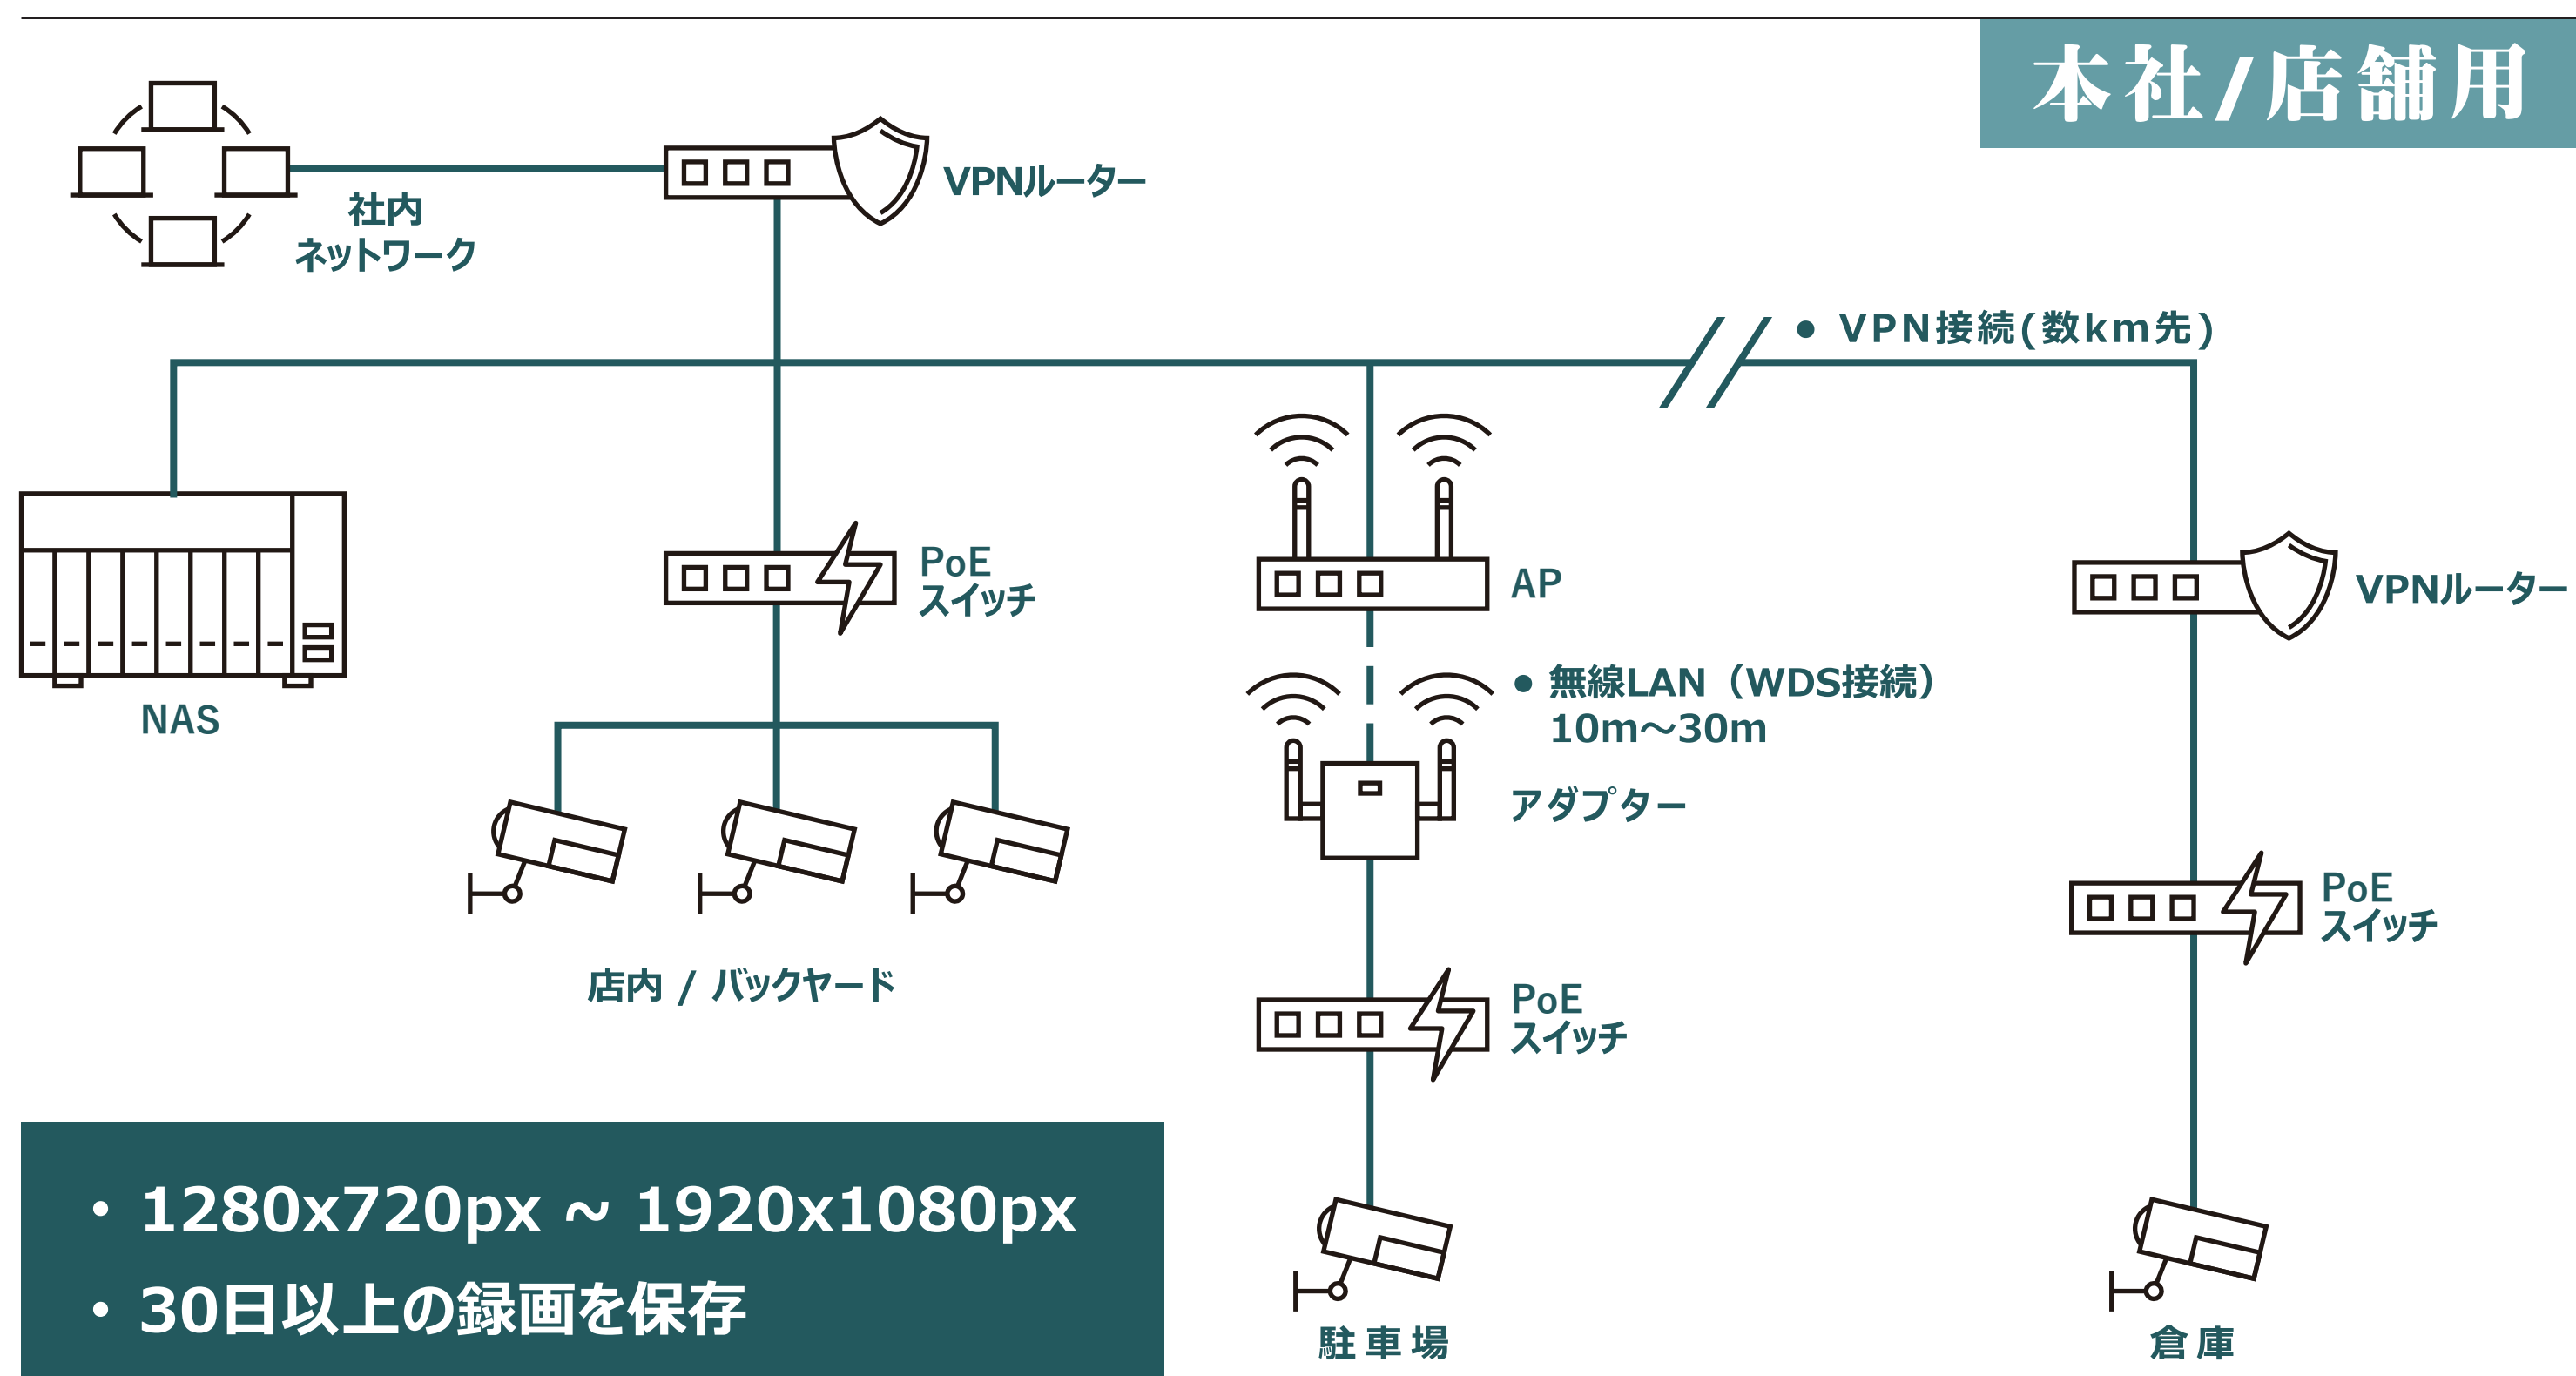 本社/店舗用
VPNルーター
社内
ネットワーク
• VPN接続(数km先)
PoE
スイッチ
AP
VPNルーター
NAS
• 無線LAN（WDS接続）
10m～30m
アダプター
PoE
スイッチ
店内 / バックヤード
PoE
スイッチ
• 1280x720px ~ 1920x1080px
• 30日以上の録画を保存
駐車場
倉庫